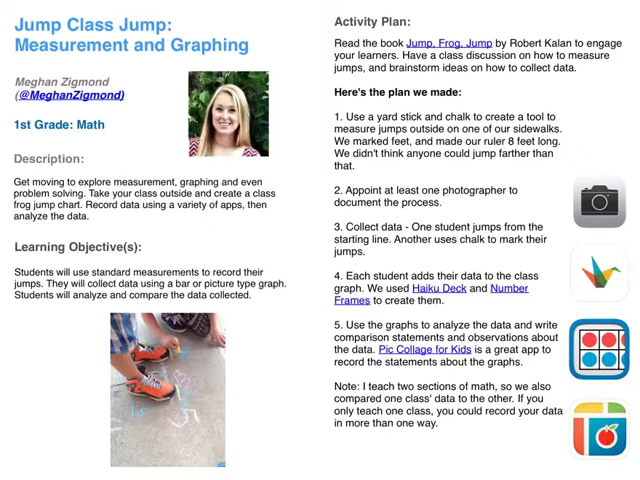 Jump Class Jump:
Measurement and Graphing
Meghan Zigmond
(@MeghanZigmond)
1st Grade: Math
Description:
Get moving to explore measurement, graphing and even
problem solving. Take your class outside and create a class
frog jump chart. Record data using a variety of apps, then
analyze the data.
Learning Objective(s):
Students will use standard measurements to record their
jumps. They will collect data using a bar or picture type graph.
Students will analyze and compare the data collected.
Activity Plan:
Read the book Jump, Frog, Jump by Robert Kalan to engage
your learners. Have a class discussion on how to measure
jumps, and brainstorm ideas on how to collect data.
Here's the plan we made:
1. Use a yard stick and chalk to create a tool to
measure jumps outside on one of our sidewalks.
We marked feet, and made our ruler 8 feet long.
We didn't think anyone could jump farther than
that.
2. Appoint at least one photographer to
document the process.
3. Collect data - One student jumps from the
starting line. Another uses chalk to mark their
jumps.
4. Each student adds their data to the class
graph. We used Haiku Deck and Number
Frames to create them.
5. Use the graphs to analyze the data and write
comparison statements and observations about
the data. Pic Collage for Kids is a great app to
record the statements about the graphs.
Note: I teach two sections of math, so we also
compared one class' data to the other. If you
only teach one class, you could record your data
in more than one way.